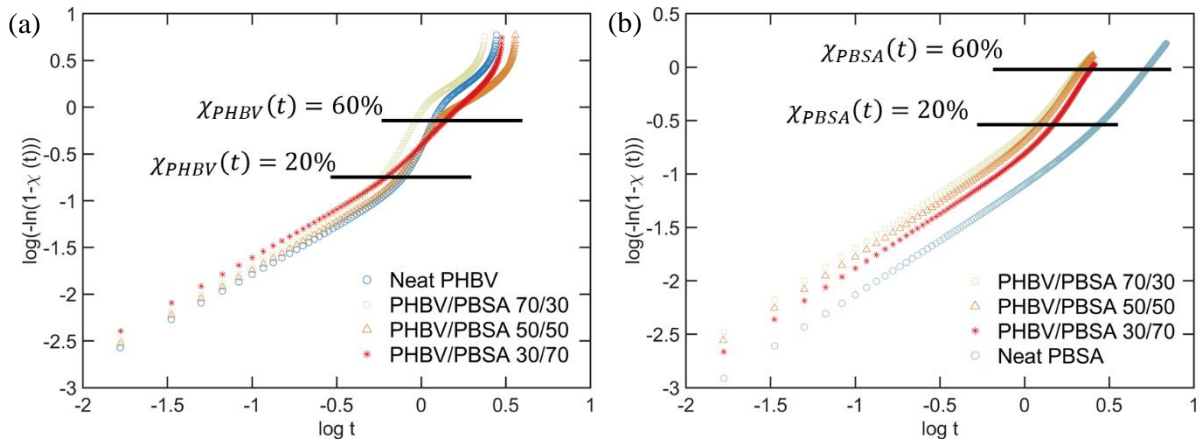 (a)
0.5
0
-0.5
-1
-1.5
-2
-2.5
-3
log(-ln(1-χ (t)))
χPHBV(t) = 60%
χPHBV(t) = 20%
Neat PHBV
PHBV/PBSA 70/30
PHBV/PBSA 50/50
PHBV/PBSA 30/70
-2 -1.5 -1 -0.5 0 0.5 1
log t
(b)
0.5
0
-0.5
-1
-1.5
-2
-2.5
-3
log(-ln(1-χ (t)))
χPBSA(t) = 60%
χPBSA(t) = 20%
PHBV/PBSA 70/30
PHBV/PBSA 50/50
PHBV/PBSA 30/70
Neat PBSA
-2 -1.5 -1 -0.5 0 0.5 1
log t